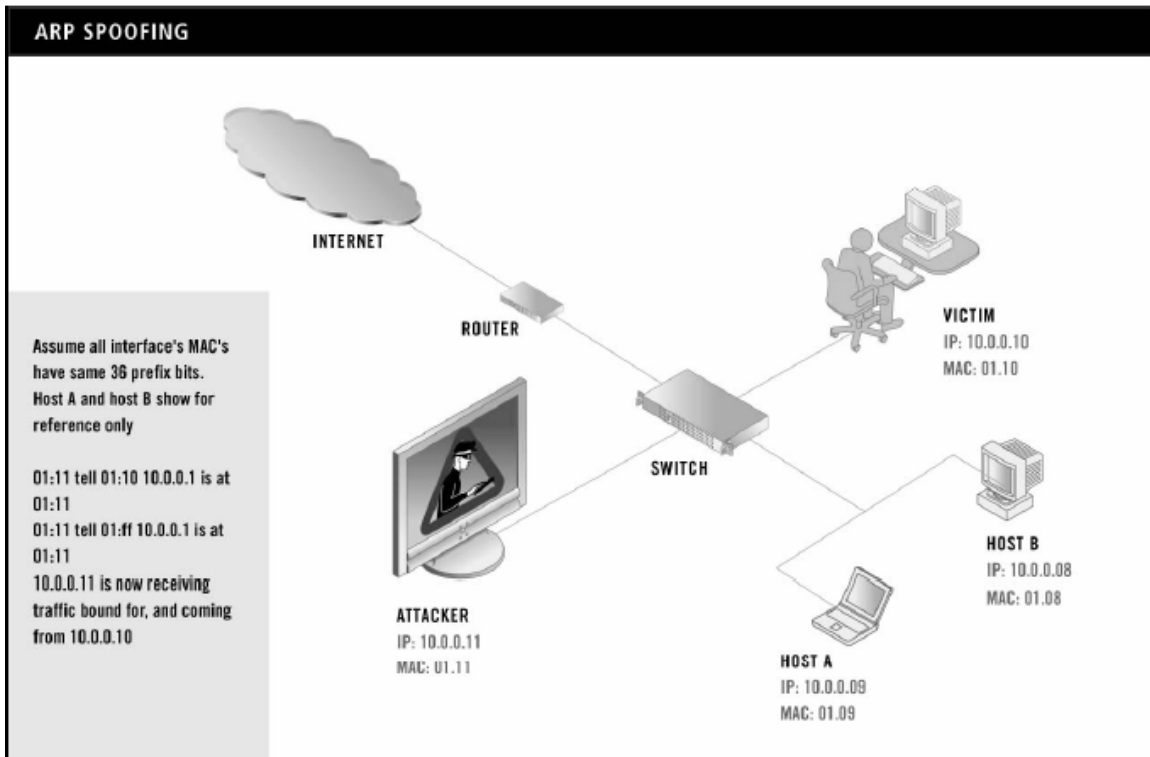 ARP SPOOFING
INTERNET
ROUTER
VICTIM
IP: 10.0.0.10
MAC: 01.10
SWITCH
Assume all interface's MAC's
have same 36 prefix bits.
Host A and host B show for
reference only
01:11 tell 01:10 10.0.0.1 is at
01:11
01:11 tell 01:ff 10.0.0.1 is at
01:11
10.0.0.11 is now receiving
traffic bound for, and coming
from 10.0.0.10
ATTACKER
IP: 10.0.0.11
MAC: 01.11
HOST B
IP: 10.0.0.08
MAC: 01.08
HOST A
IP: 10.0.0.09
MAC: 01.09